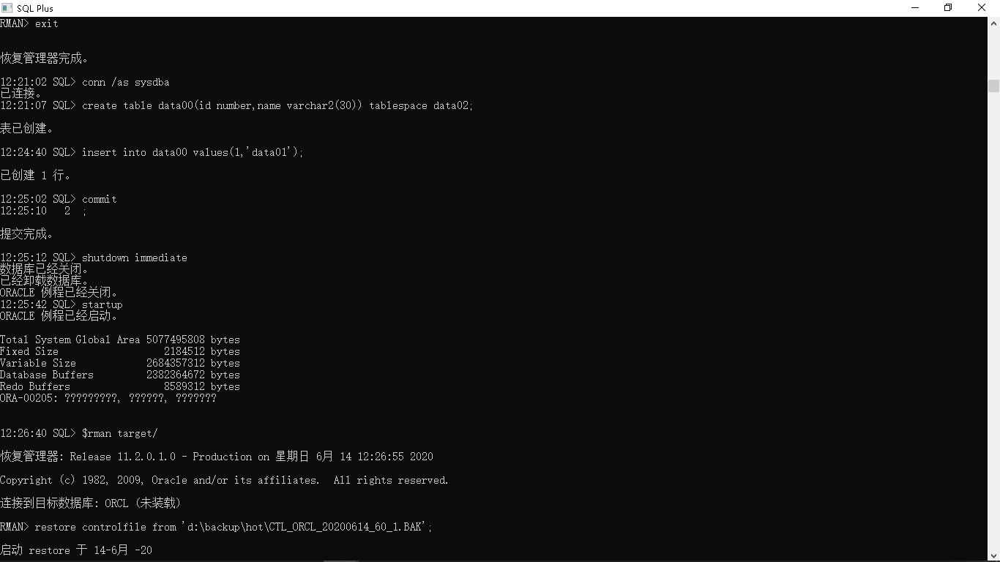 SQL Plus
RMAN> exit
恢复管理器完成。
12:21:02 SQL> conn /as sysdba
已连接。
12:21:07 SQL> create table data00(id number,name varchar2(30)) tablespace data02;
表已创建。
12:24:40 SQL> insert into data00 values(1,'data01');
已创建 1 行。
12:25:02 SQL> commit
12:25:10   2  ;
提交完成。
12:25:12 SQL> shutdown immediate
数据库已经关闭。
已经卸载数据库。
ORACLE 例程已经关闭。
12:25:42 SQL> startup
ORACLE 例程已经启动。
Total System Global Area 5077495808 bytes
Fixed Size                  2184512 bytes
Variable Size            2684357312 bytes
Database Buffers         2382364672 bytes
Redo Buffers                8589312 bytes
ORA-00205: ?????????, ??????, ???????
12:26:40 SQL> $rman target/
恢复管理器: Release 11.2.0.1.0 - Production on 星期日 6月 14 12:26:55 2020
Copyright (c) 1982, 2009, Oracle and/or its affiliates.  All rights reserved.
连接到目标数据库: ORCL (未装载)
RMAN> restore controlfile from 'd:\backup\hot\CTL_ORCL_20200614_60_1.BAK';
启动 restore 于 14-6月 -20